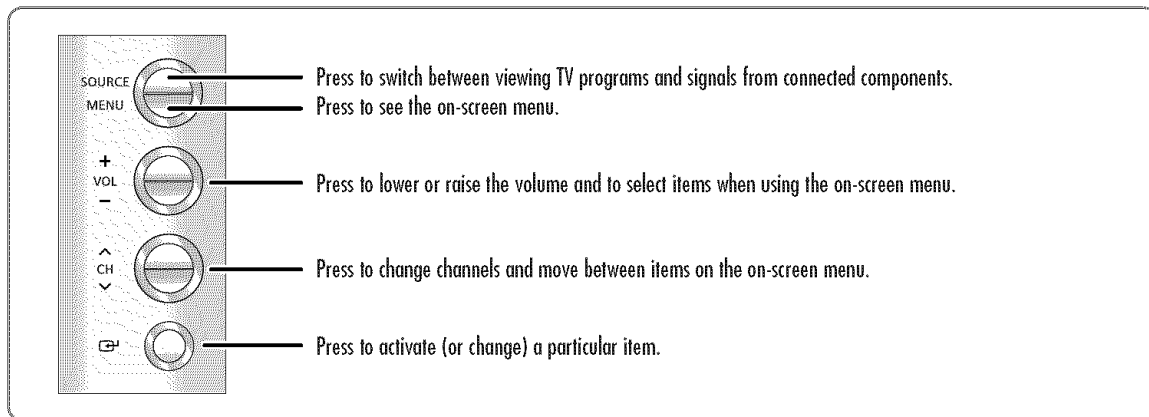 SOURCE
Press to switch between viewing TV programs and signals from connected components.
MENU
Press to see the on-screen menu.
+
VOL
−
Press to lower or raise the volume and to select items when using the on-screen menu.
CH
Press to change channels and move between items on the on-screen menu.
Press to activate (or change) a particular item.